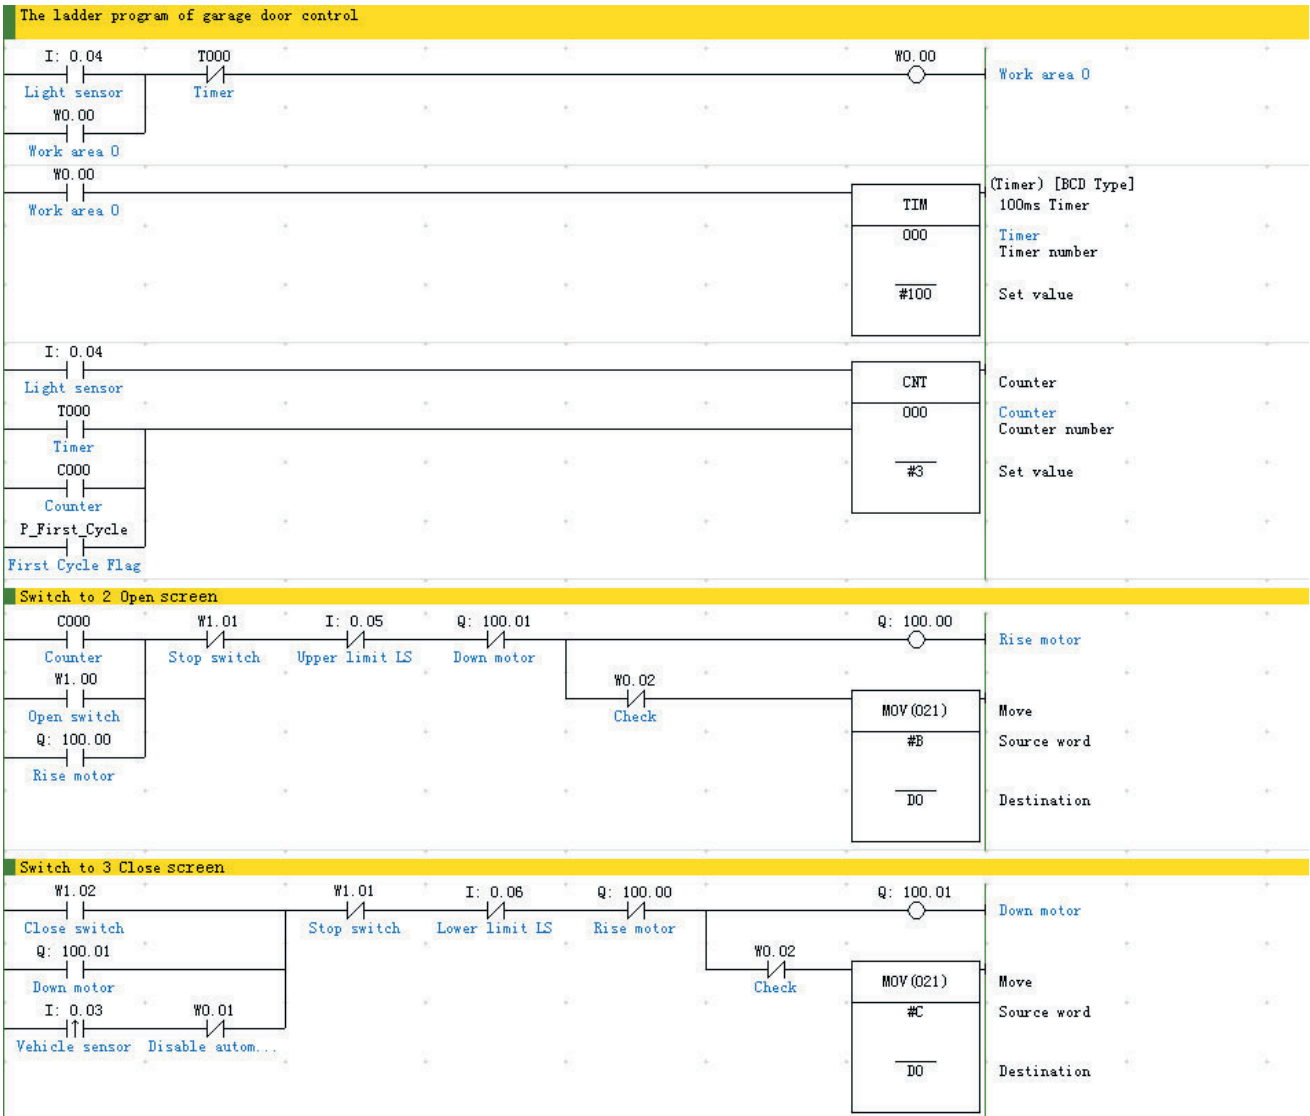 The ladder program of garage door control
I: 0.04 T000 W0.00
Work area 0
Light sensor Timer
W0.00
Work area 0
W0.00
(Timer) [BCD Type]
TIM 100ms Timer
Work area 0
000 Timer
Timer number
#100 Set value
I: 0.04
CNT Counter
Light sensor
T000 000 Counter
Counter number
Timer
C000 #3 Set value
Counter
P_First_Cycle
First Cycle Flag
Switch to 2 Open screen
C000 W1.01 I: 0.05 Q: 100.01 Q: 100.00
Rise motor
Counter Stop switch Upper limit LS Down motor
W1.00 W0.02
Open switch Check MOV(021) Move
Q: 100.00 #B Source word
Rise motor
D0 Destination
Switch to 3 Close screen
W1.02 W1.01 I: 0.06 Q: 100.00 Q: 100.01
Down motor
Close switch Stop switch Lower limit LS Rise motor
Q: 100.01 W0.02
Down motor Check MOV(021) Move
I: 0.03 W0.01 #C Source word
Vehicle sensor Disable autom...
D0 Destination